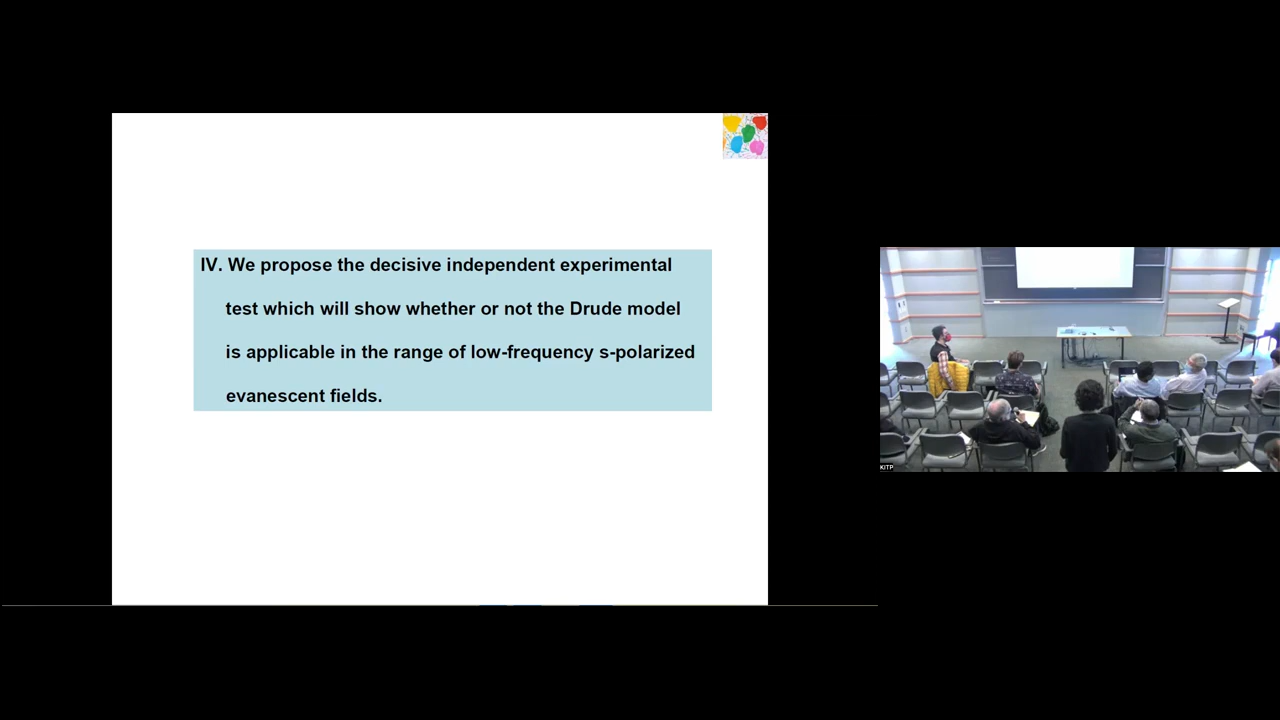 IV. We propose the decisive independent experimental
test which will show whether or not the Drude model
is applicable in the range of low-frequency s-polarized
evanescent fields.
KITP